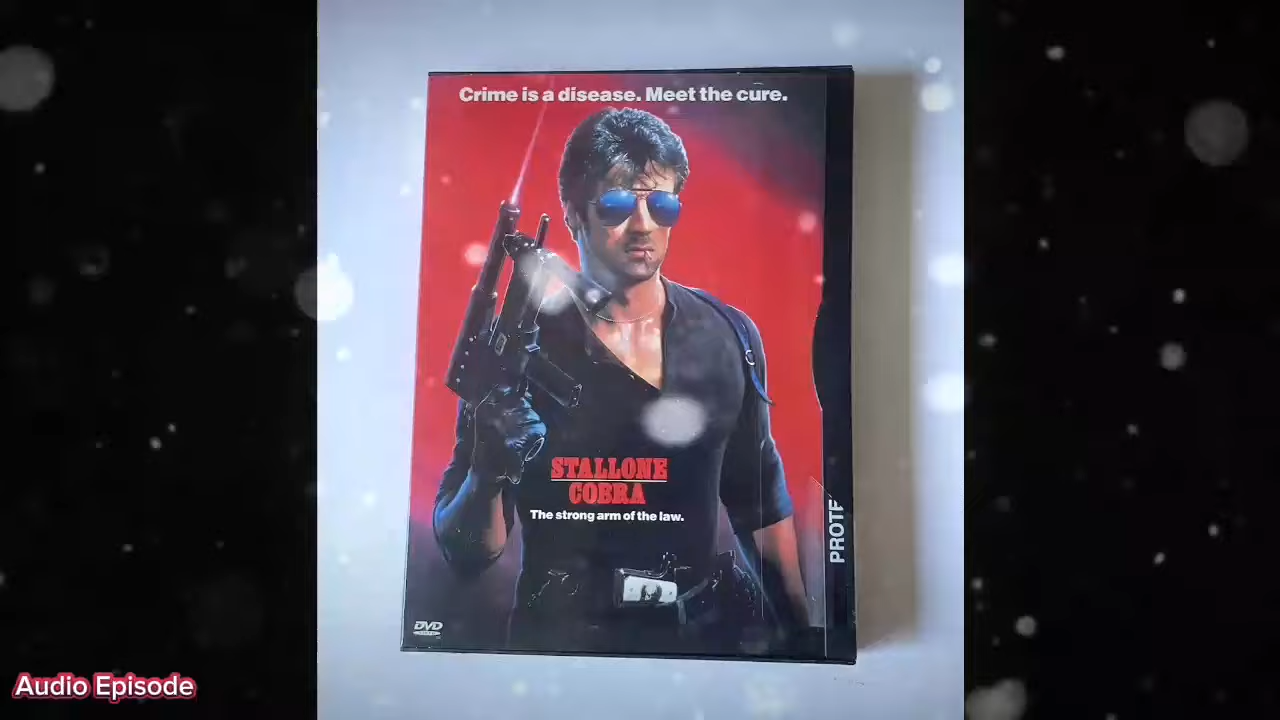 Crime is a disease. Meet the cure.
STALLONE
COBRA
The strong arm of the law.
DVD
Audio Episode